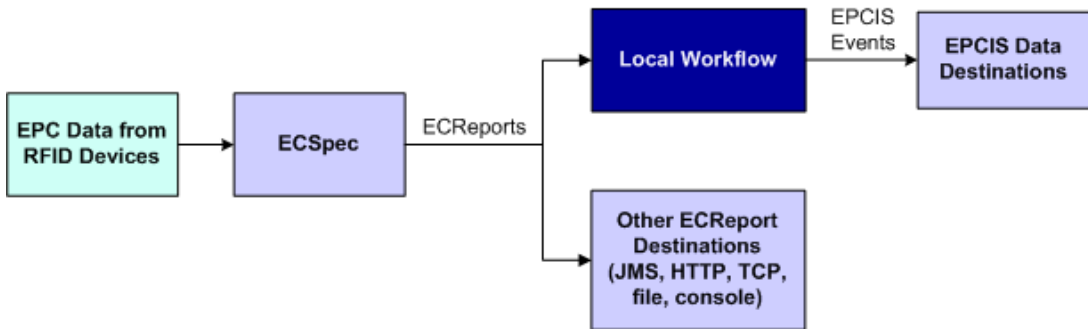 EPC Data from
RFID Devices
ECSpec
ECReports
Local Workflow
EPCIS
Events
EPCIS Data
Destinations
Other ECReport
Destinations
(JMS, HTTP, TCP,
file, console)